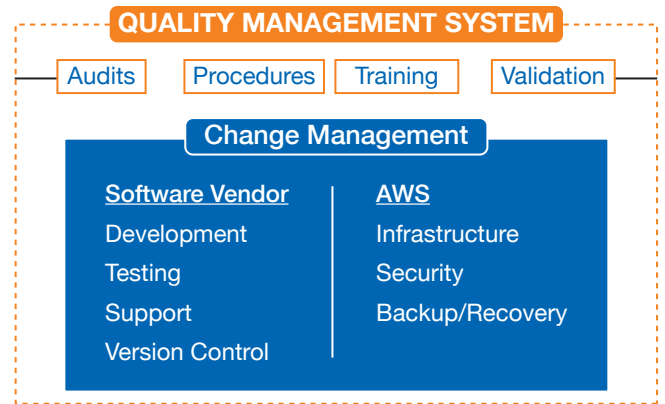 QUALITY MANAGEMENT SYSTEM
Audits Procedures Training Validation
Change Management
Software Vendor
Development
Testing
Support
Version Control
AWS
Infrastructure
Security
Backup/Recovery